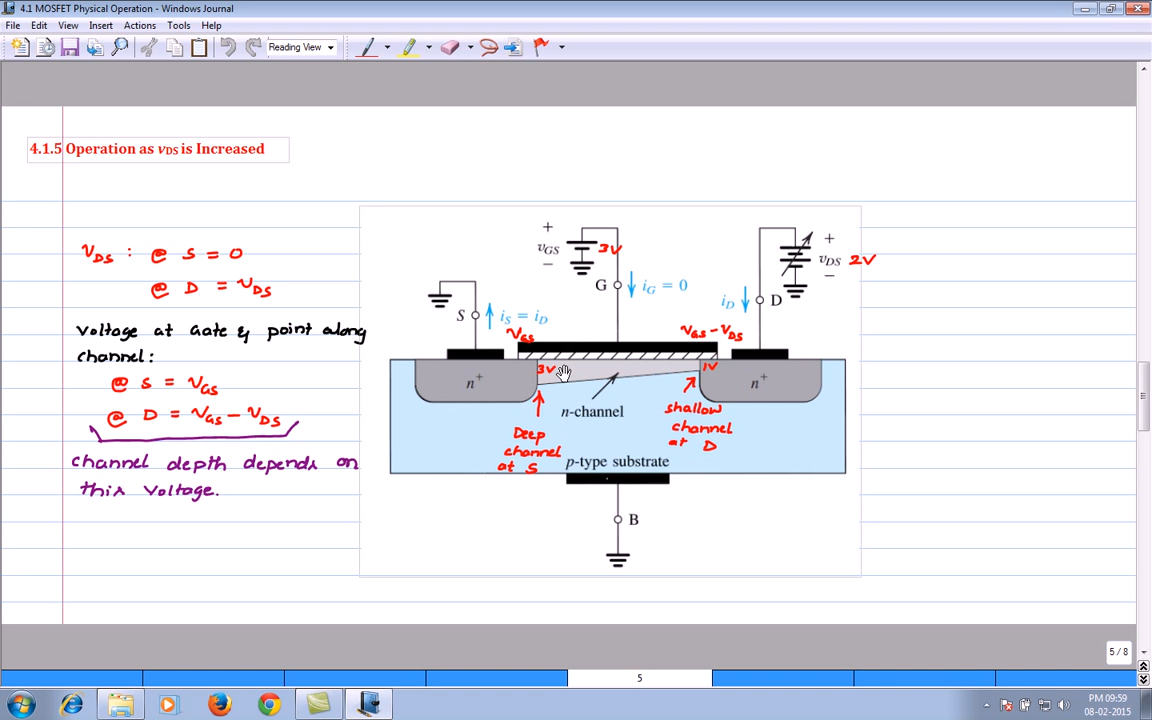 4.1 MOSFET Physical Operation - Windows Journal
File Edit View Insert Actions Tools Help
Reading View
4.1.5 Operation as vDS is Increased
VDS : @ S = 0
@ D = VDS
Voltage at Gate & point along
channel:
@ S = VGS
@ D = VGS - VDS
channel depth depends on
this voltage.
+
vGS
−
3V
G
iG = 0
S
iS = iD
VGS
iD
D
+
vDS
−
2V
VGS - VDS
3V
1V
n+
n-channel
n+
Deep
channel
at S
shallow
channel
at D
p-type substrate
B
5 / 8
5
PM 09:59
08-02-2015